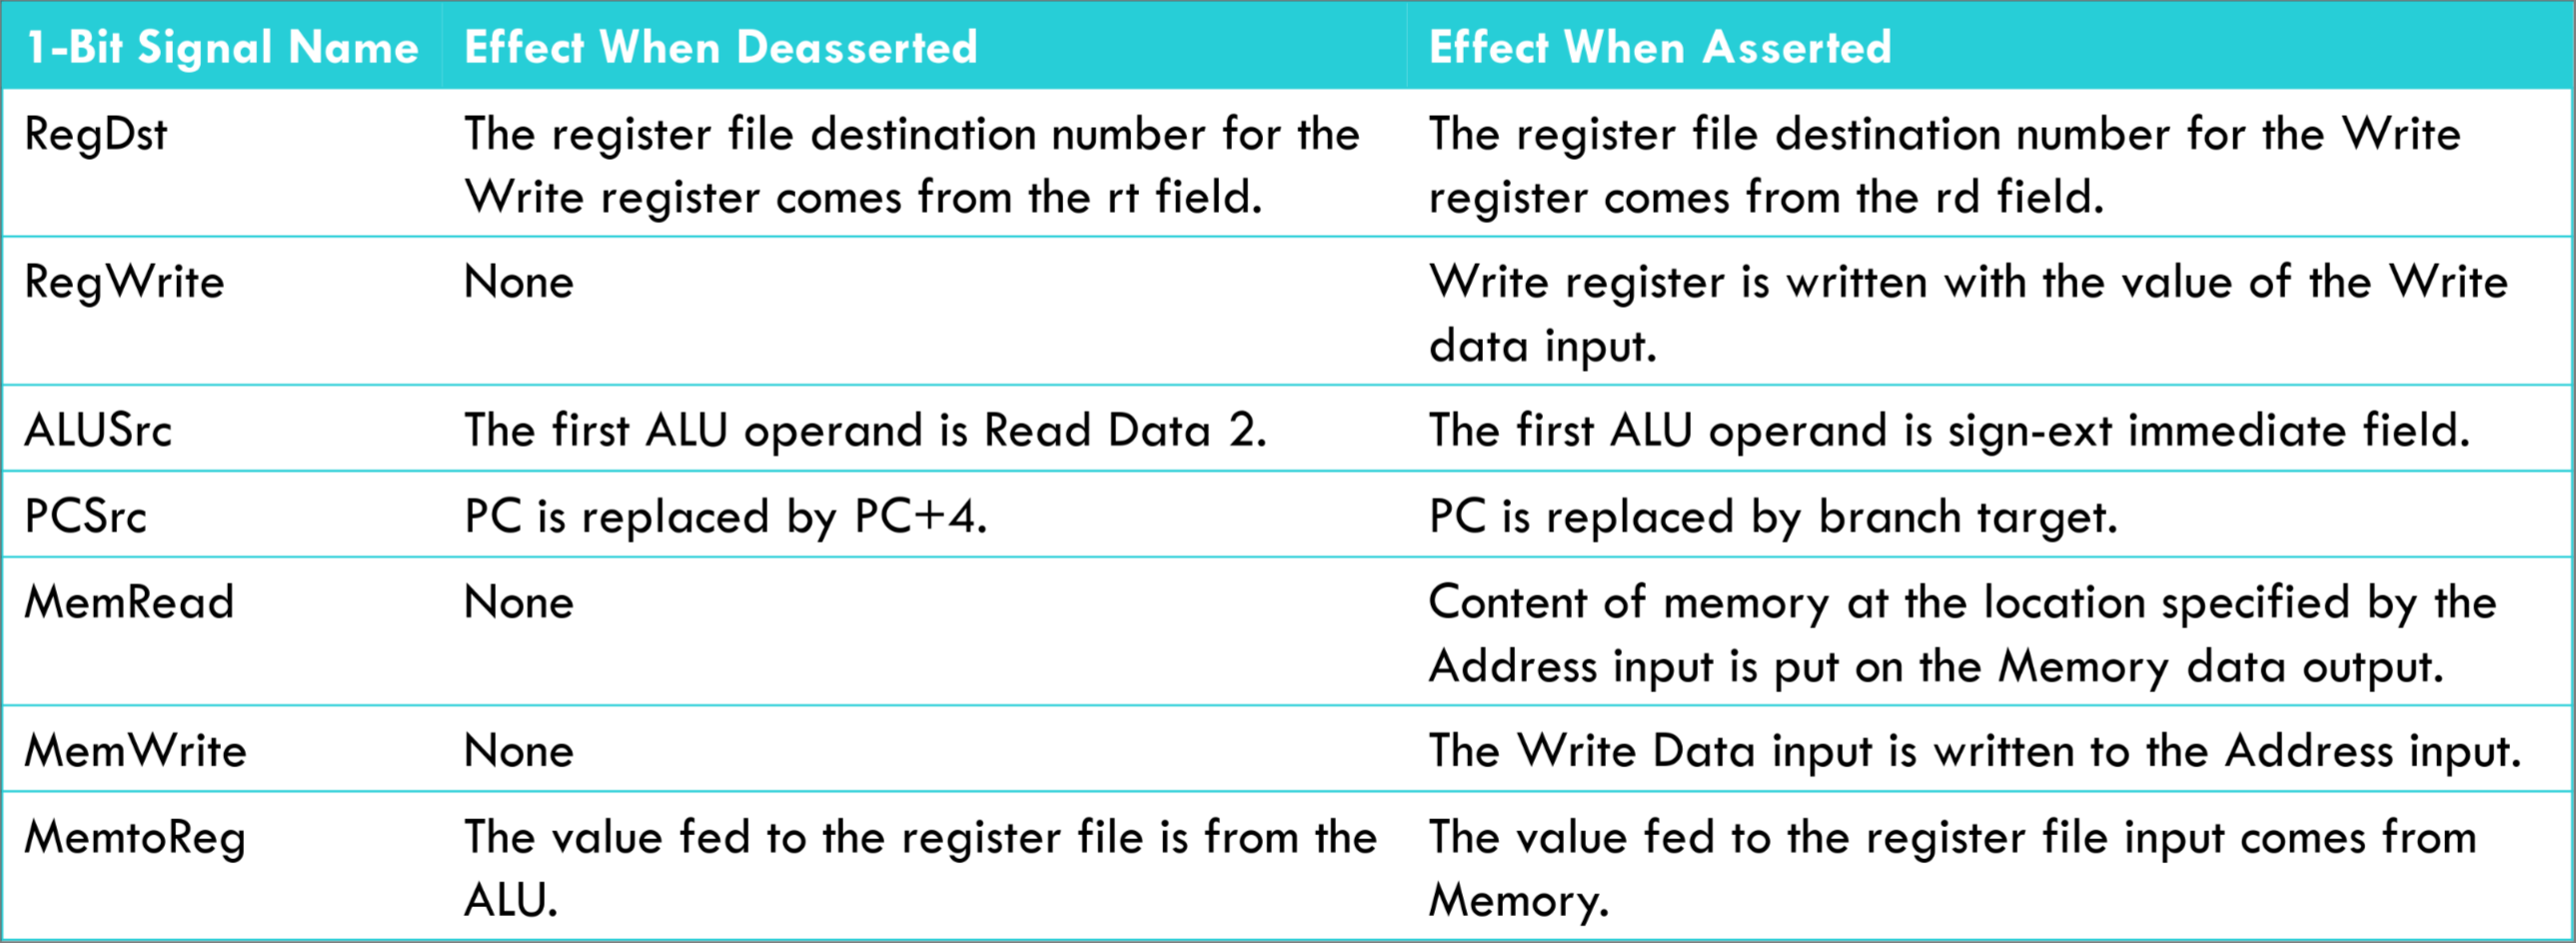 1-Bit Signal Name Effect When Deasserted Effect When Asserted
RegDst The register file destination number for the The register file destination number for the Write
Write register comes from the rt field. register comes from the rd field.
RegWrite None Write register is written with the value of the Write
data input.
ALUSrc The first ALU operand is Read Data 2. The first ALU operand is sign-ext immediate field.
PCSrc PC is replaced by PC+4. PC is replaced by branch target.
MemRead None Content of memory at the location specified by the
Address input is put on the Memory data output.
MemWrite None The Write Data input is written to the Address input.
MemtoReg The value fed to the register file is from the The value fed to the register file input comes from
ALU. Memory.